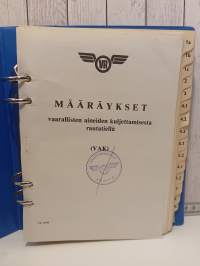 VR
MÄÄRÄYKSET
vaarallisten aineiden kuljettamisesta
rautatiellä
(VAK)